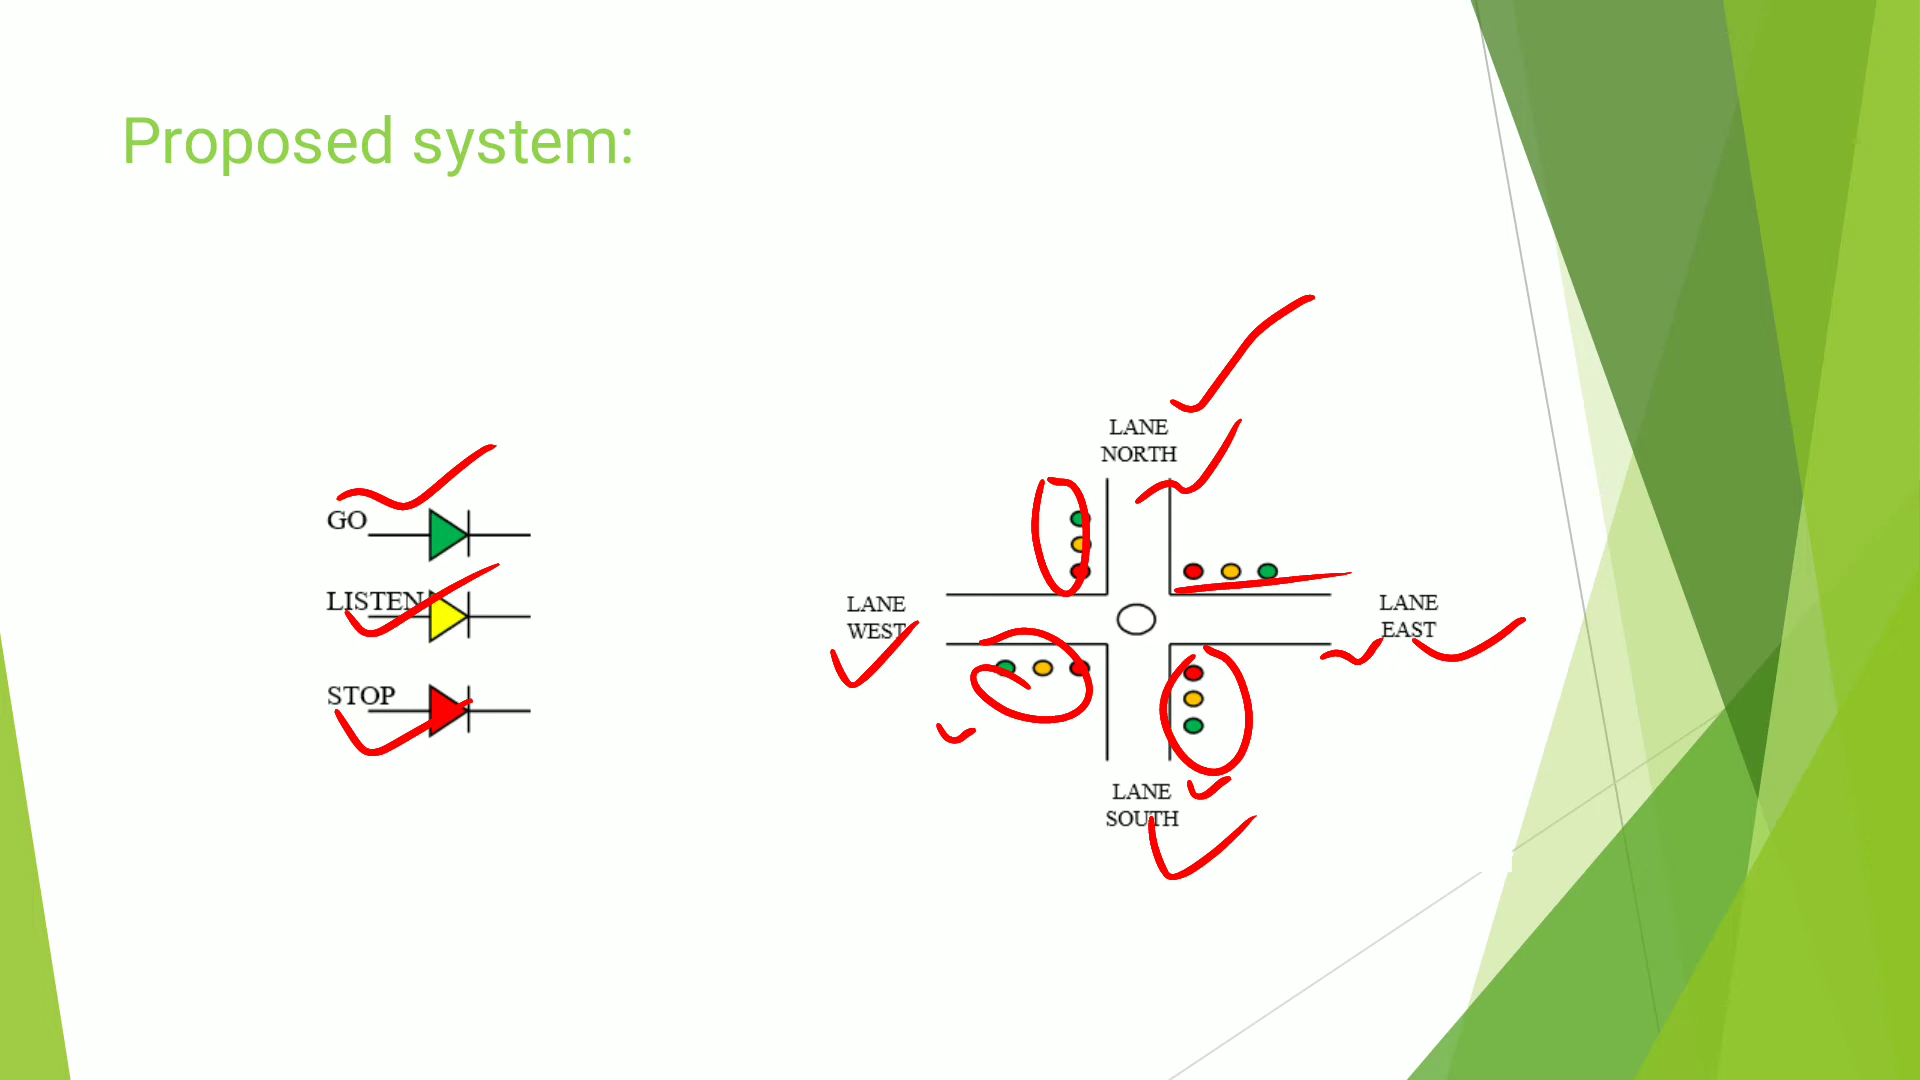 Proposed system:
GO
LISTEN
STOP
LANE
NORTH
LANE
WEST
LANE
EAST
LANE
SOUTH